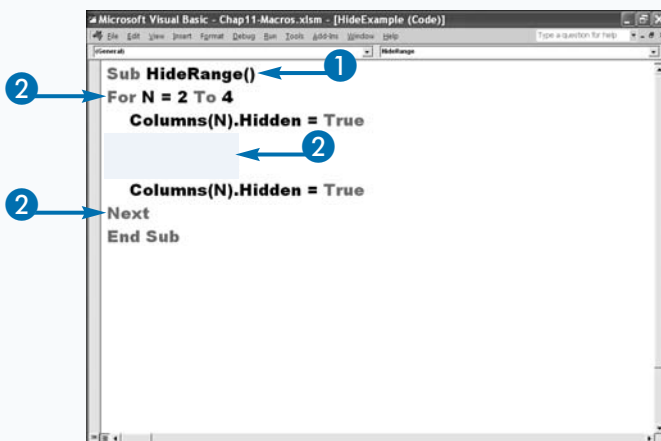 Microsoft Visual Basic - Chap11-Macros.xlsm - [HideExample (Code)]
File Edit View Insert Format Debug Run Tools Add-Ins Window Help Type a question for help
(General) HideRange
Sub HideRange() 1
2 For N = 2 To 4
Columns(N).Hidden = True
2
Columns(N).Hidden = True
2 Next
End Sub